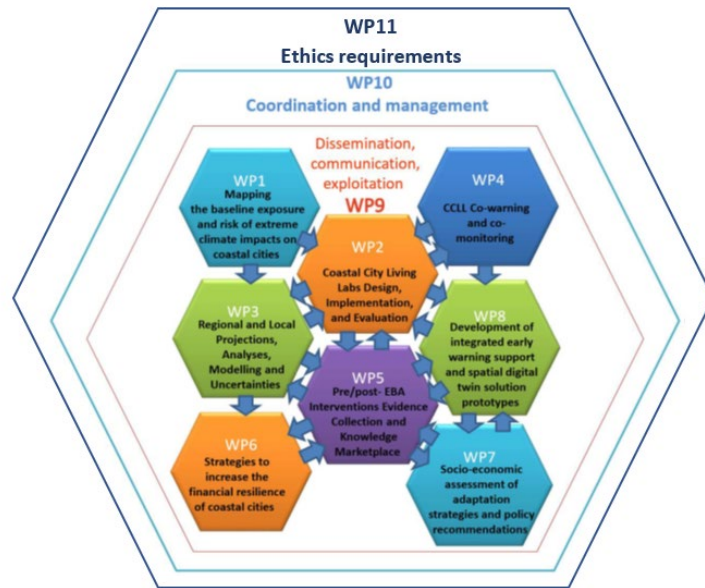 WP11
Ethics requirements
WP10
Coordination and management
Dissemination,
communication,
exploitation
WP9
WP1
Mapping
the baseline exposure
and risk of extreme
climate impacts on
coastal cities
WP2
Coastal City Living
Labs Design,
Implementation,
and Evaluation
WP4
CCLL Co-warning
and co-
monitoring
WP3
Regional and Local
Projections,
Analyses,
Modelling and
Uncertainties
WP5
Pre/post- EBA
Interventions Evidence
Collection and
Knowledge
Marketplace
WP8
Development of
integrated early
warning support
and spatial digital
twin solution
prototypes
WP6
Strategies to
increase the
financial resilience
of coastal cities
WP7
Socio-economic
assessment of
adaptation
strategies and policy
recommendations